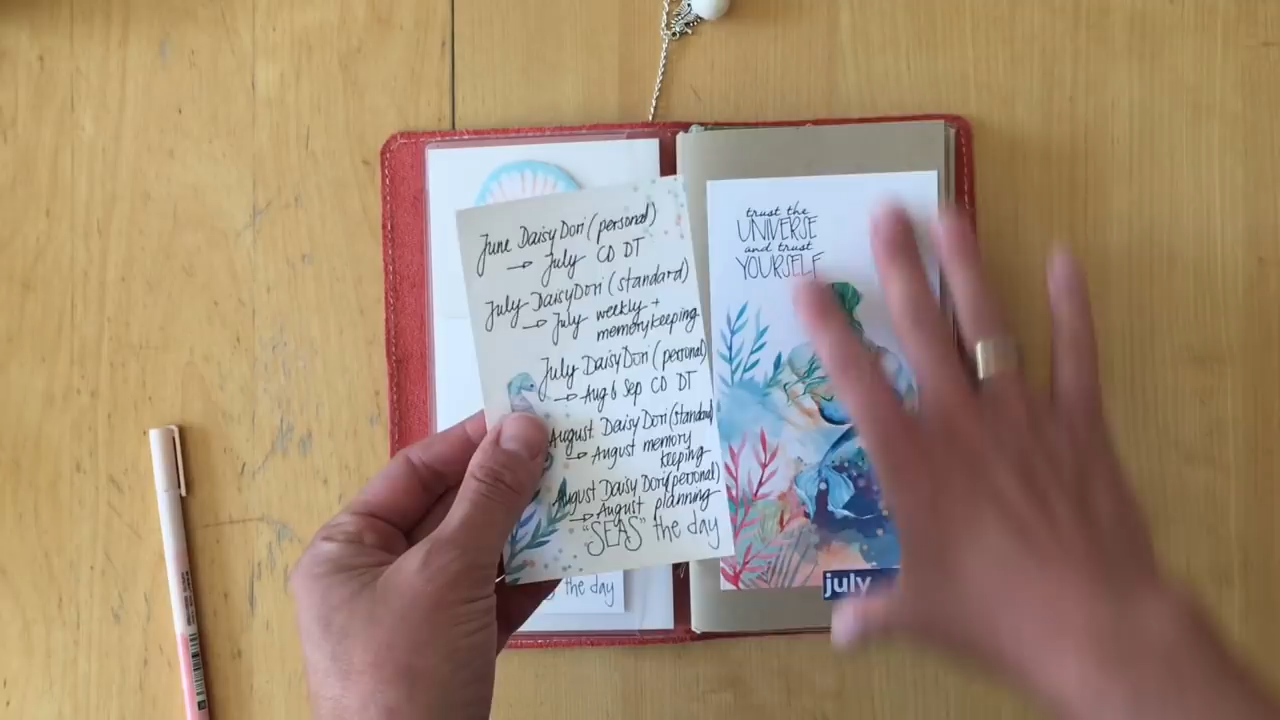 June Daisy Dori (personal)
→ July CD DT
July DaisyDori (standard)
→ July weekly +
memorykeeping
July Daisy Dori (personal)
→ Aug & Sep CD DT
August Daisy Dori (standard
→ August memory
keeping
August Daisy Dori (personal)
→ August planning
"SEAS" the day
the day
trust the
UNIVERSE
and trust
YOURSELF
july